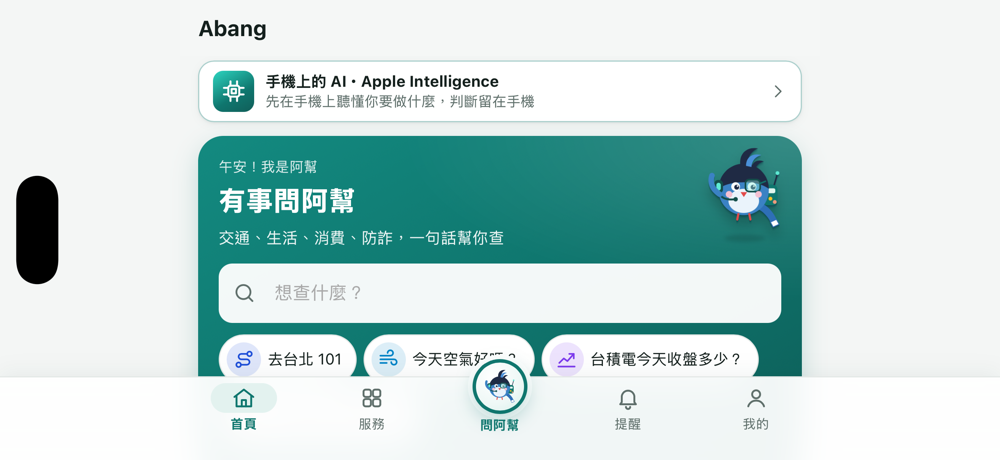 Abang
手機上的 AI・Apple Intelligence
先在手機上聽懂你要做什麼，判斷留在手機
午安！我是阿幫
有事問阿幫
交通、生活、消費、防詐，一句話幫你查
想查什麼？
去台北 101
今天空氣好嗎？
台積電今天收盤多少？
首頁
服務
問阿幫
提醒
我的